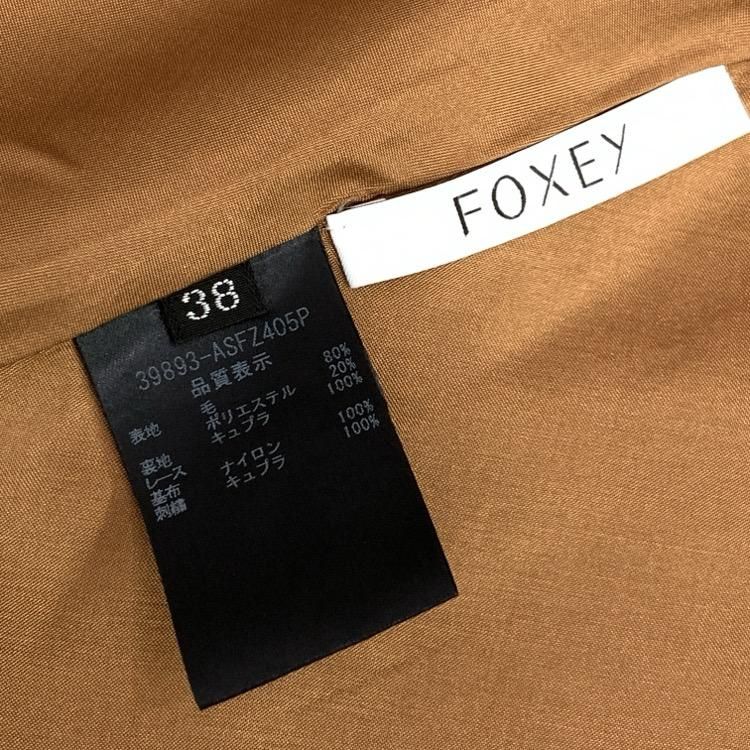 FOXEY
38
39893-ASFZ405P
品質表示
表地 毛 80%
ポリエステル 20%
裏地 キュプラ 100%
レース
基布 ナイロン 100%
刺繍 キュプラ 100%